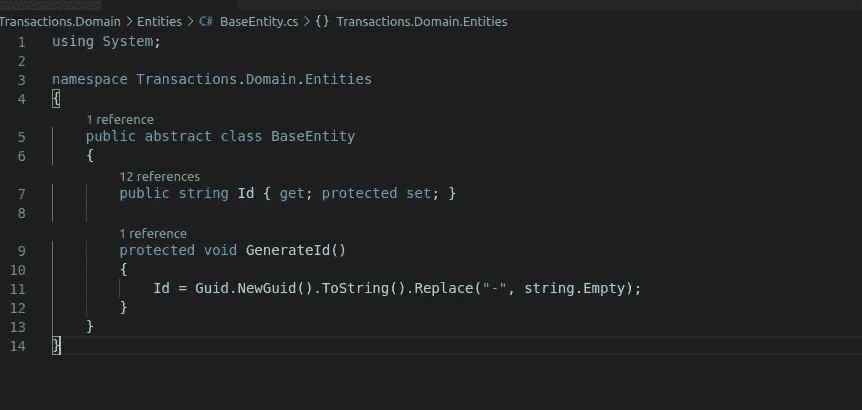 Transactions.Domain > Entities > C# BaseEntity.cs > {} Transactions.Domain.Entities
1 using System;
2
3 namespace Transactions.Domain.Entities
4 {
1 reference
5 public abstract class BaseEntity
6 {
12 references
7 public string Id { get; protected set; }
8
1 reference
9 protected void GenerateId()
10 {
11 Id = Guid.NewGuid().ToString().Replace("-", string.Empty);
12 }
13 }
14 }